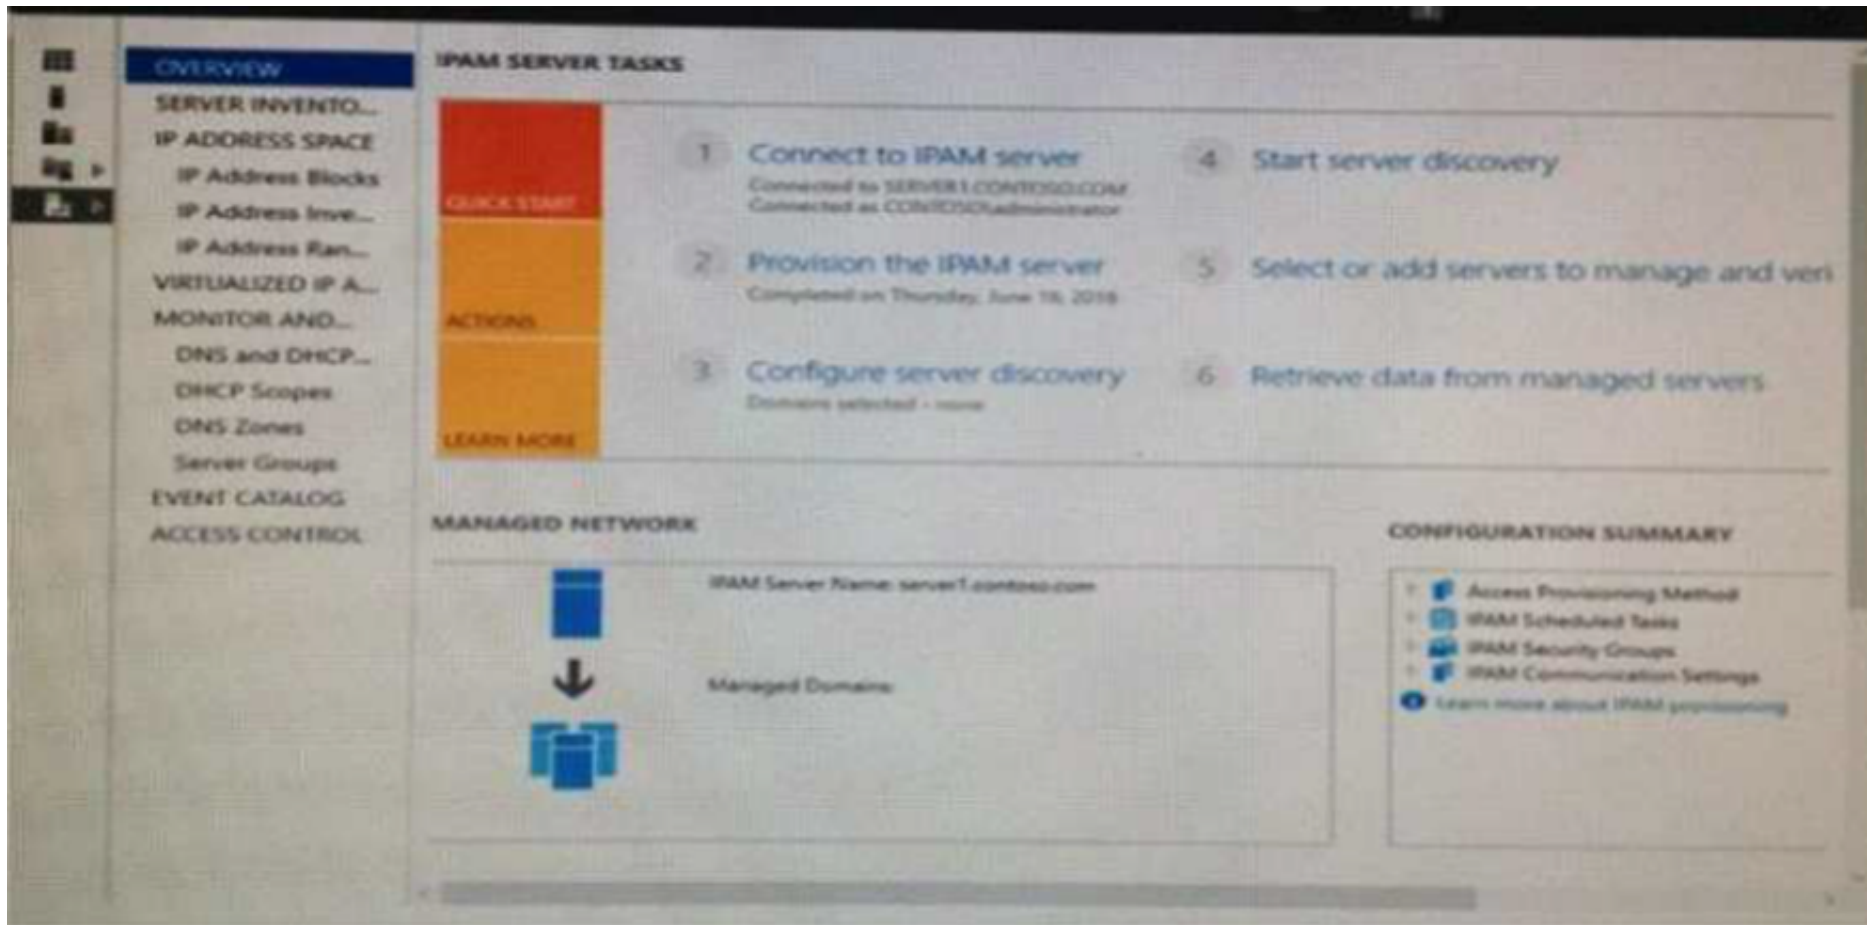 OVERVIEW
SERVER INVENTO...
IP ADDRESS SPACE
IP Address Blocks
IP Address Inve...
IP Address Ran...
VIRTUALIZED IP A...
MONITOR AND...
DNS and DHCP...
DHCP Scopes
DNS Zones
Server Groups
EVENT CATALOG
ACCESS CONTROL
IPAM SERVER TASKS
QUICK START
ACTIONS
LEARN MORE
1 Connect to IPAM server
Connected to SERVER1.CONTOSO.COM
Connected as CONTOSO\administrator
2 Provision the IPAM server
Completed on Thursday, June 16, 2016
3 Configure server discovery
Domains selected - none
4 Start server discovery
5 Select or add servers to manage and veri
6 Retrieve data from managed servers
MANAGED NETWORK
IPAM Server Name: server1.contoso.com
Managed Domains:
CONFIGURATION SUMMARY
Access Provisioning Method
IPAM Scheduled Tasks
IPAM Security Groups
IPAM Communication Settings
Learn more about IPAM provisioning